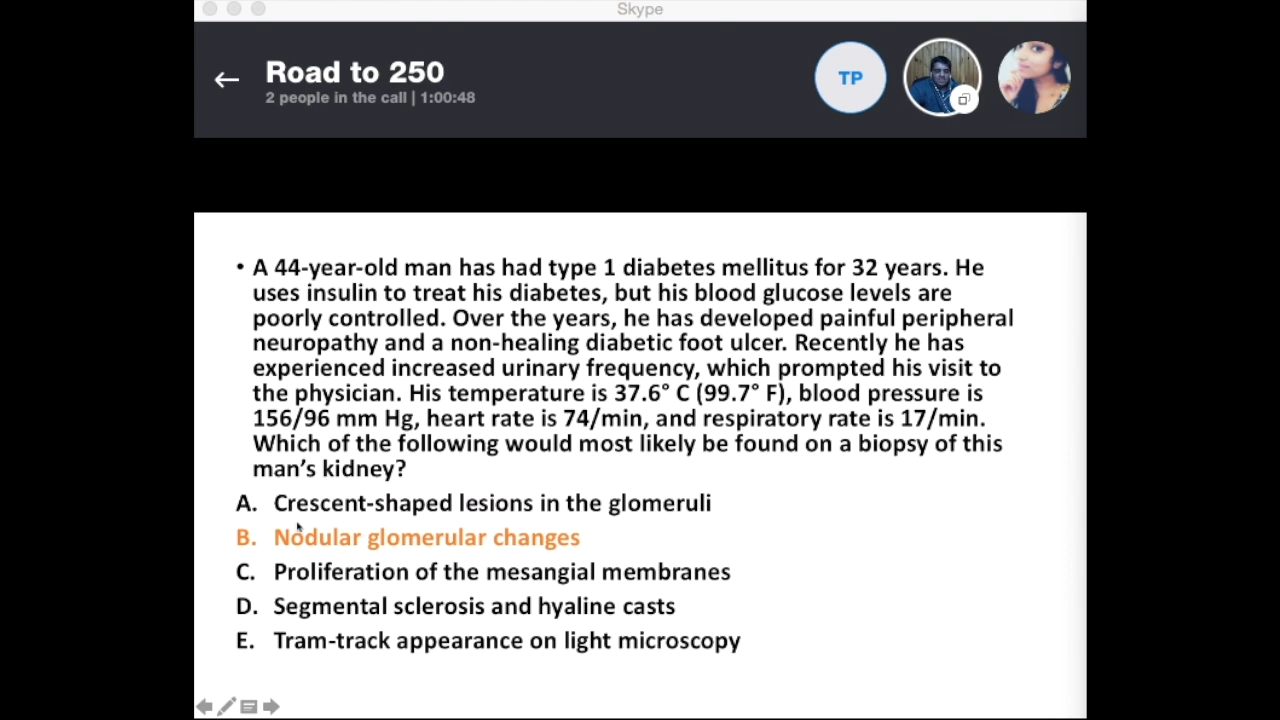 Skype
Road to 250
2 people in the call | 1:00:48
TP
• A 44-year-old man has had type 1 diabetes mellitus for 32 years. He
uses insulin to treat his diabetes, but his blood glucose levels are
poorly controlled. Over the years, he has developed painful peripheral
neuropathy and a non-healing diabetic foot ulcer. Recently he has
experienced increased urinary frequency, which prompted his visit to
the physician. His temperature is 37.6° C (99.7° F), blood pressure is
156/96 mm Hg, heart rate is 74/min, and respiratory rate is 17/min.
Which of the following would most likely be found on a biopsy of this
man's kidney?
A. Crescent-shaped lesions in the glomeruli
B. Nodular glomerular changes
C. Proliferation of the mesangial membranes
D. Segmental sclerosis and hyaline casts
E. Tram-track appearance on light microscopy